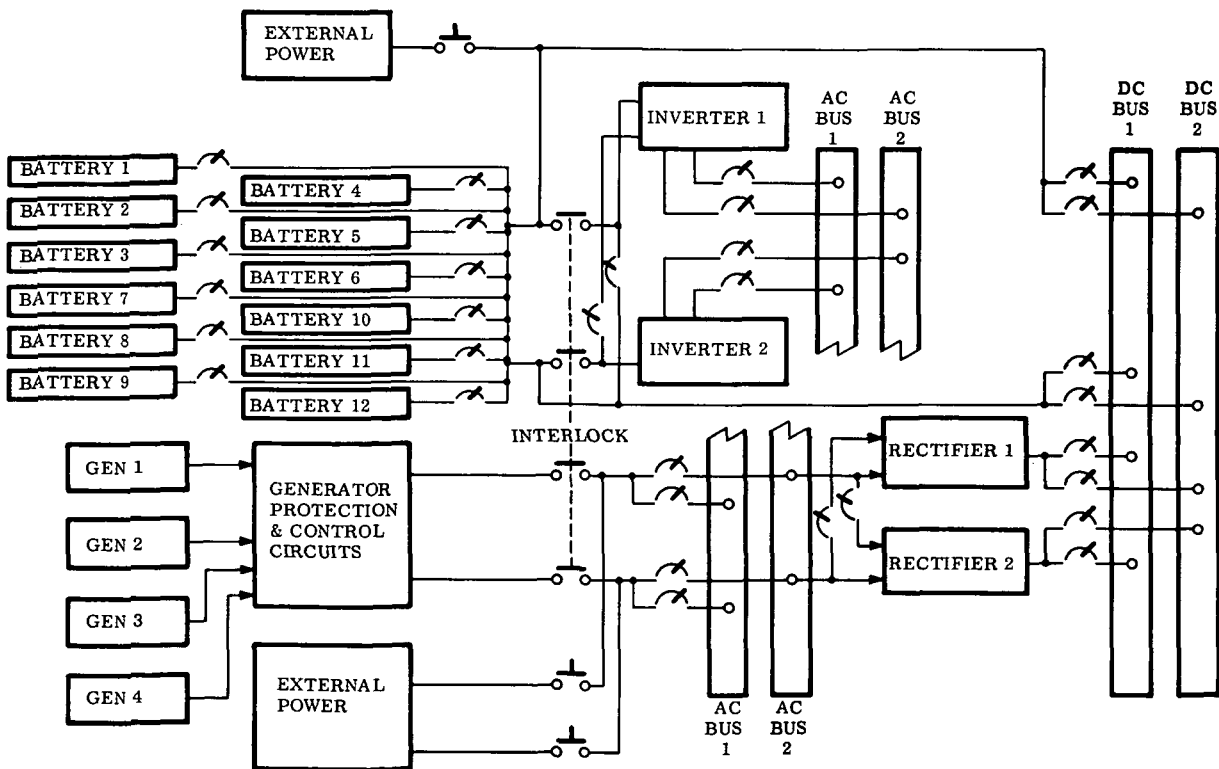 EXTERNAL
POWER
INVERTER 1
AC
BUS
1
AC
BUS
2
DC
BUS
1
DC
BUS
2
BATTERY 1
BATTERY 4
BATTERY 2
BATTERY 5
BATTERY 3
BATTERY 6
BATTERY 7
BATTERY 10
BATTERY 8
BATTERY 11
BATTERY 9
BATTERY 12
INVERTER 2
INTERLOCK
GEN 1
GEN 2
GEN 3
GEN 4
GENERATOR
PROTECTION
& CONTROL
CIRCUITS
RECTIFIER 1
RECTIFIER 2
EXTERNAL
POWER
AC
BUS
1
AC
BUS
2